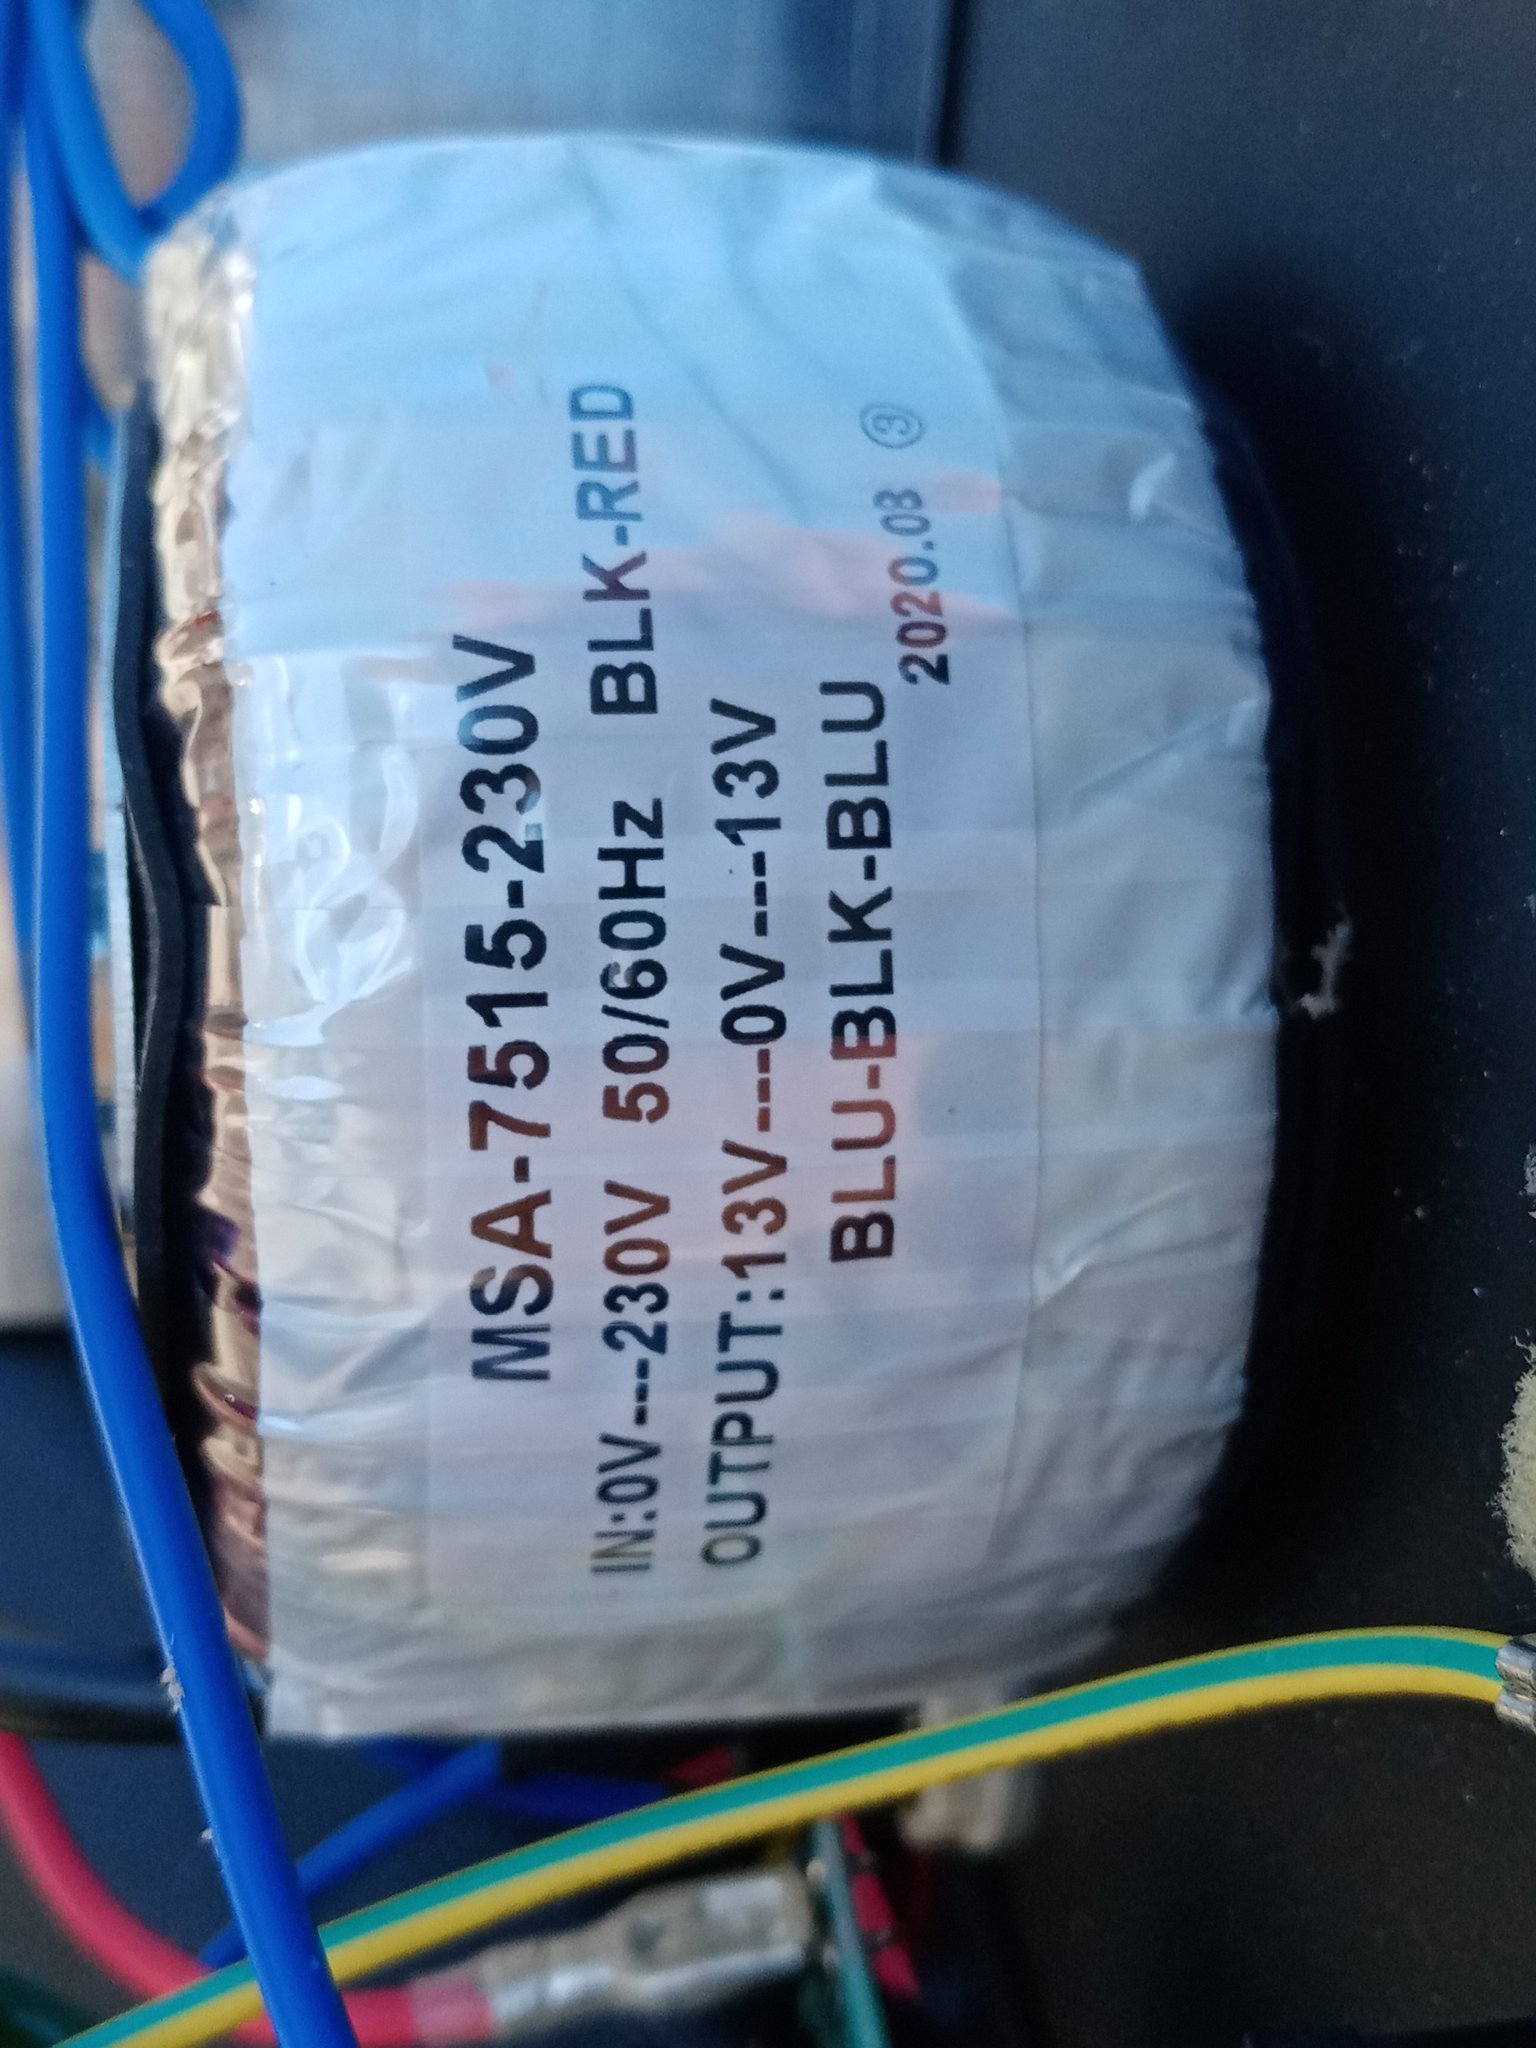 MSA-7515-230V
IN:0V---230V 50/60Hz BLK-RED
OUTPUT:13V---0V---13V
BLU-BLK-BLU
2020.08 ③